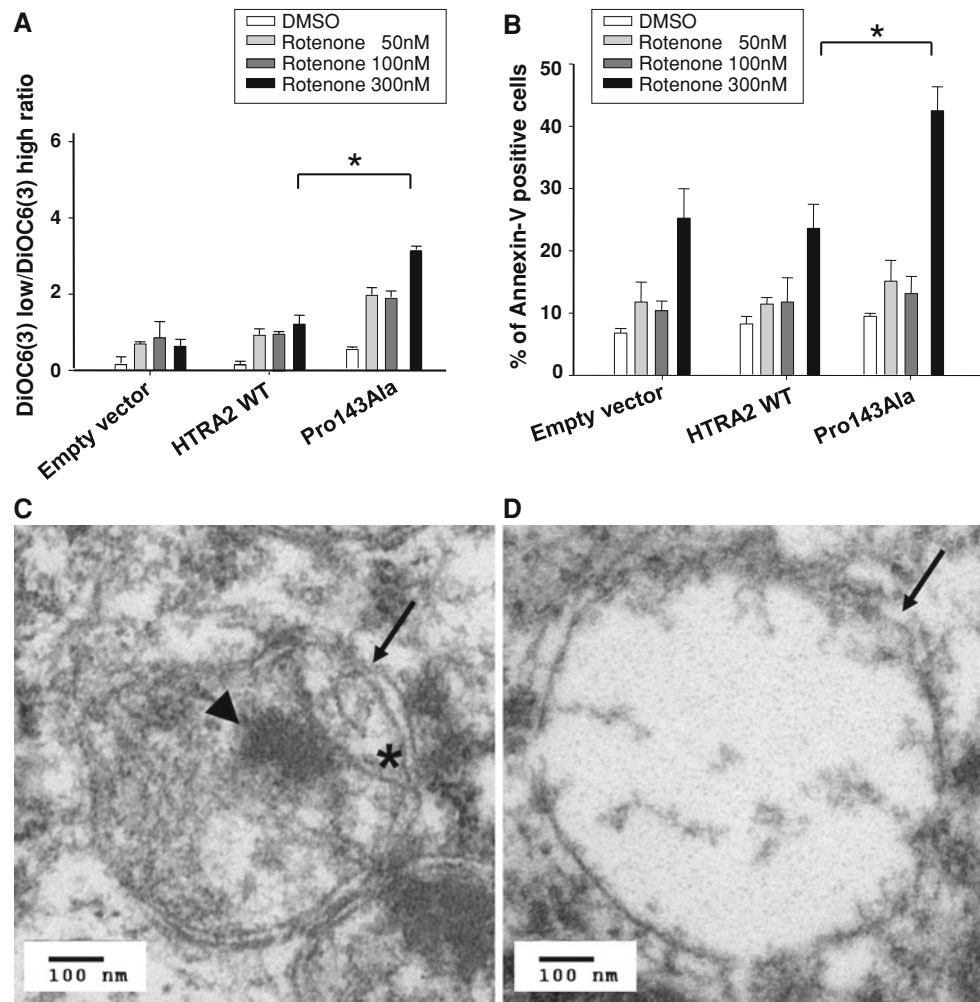 A
DMSO
Rotenone 50nM
Rotenone 100nM
Rotenone 300nM
DiOC6(3) low/DiOC6(3) high ratio
6
4
2
0
*
Empty vector
HTRA2 WT
Pro143Ala
B
DMSO
Rotenone 50nM
Rotenone 100nM
Rotenone 300nM
% of Annexin-V positive cells
50
40
30
20
10
0
*
Empty vector
HTRA2 WT
Pro143Ala
C
*
100 nm
D
100 nm